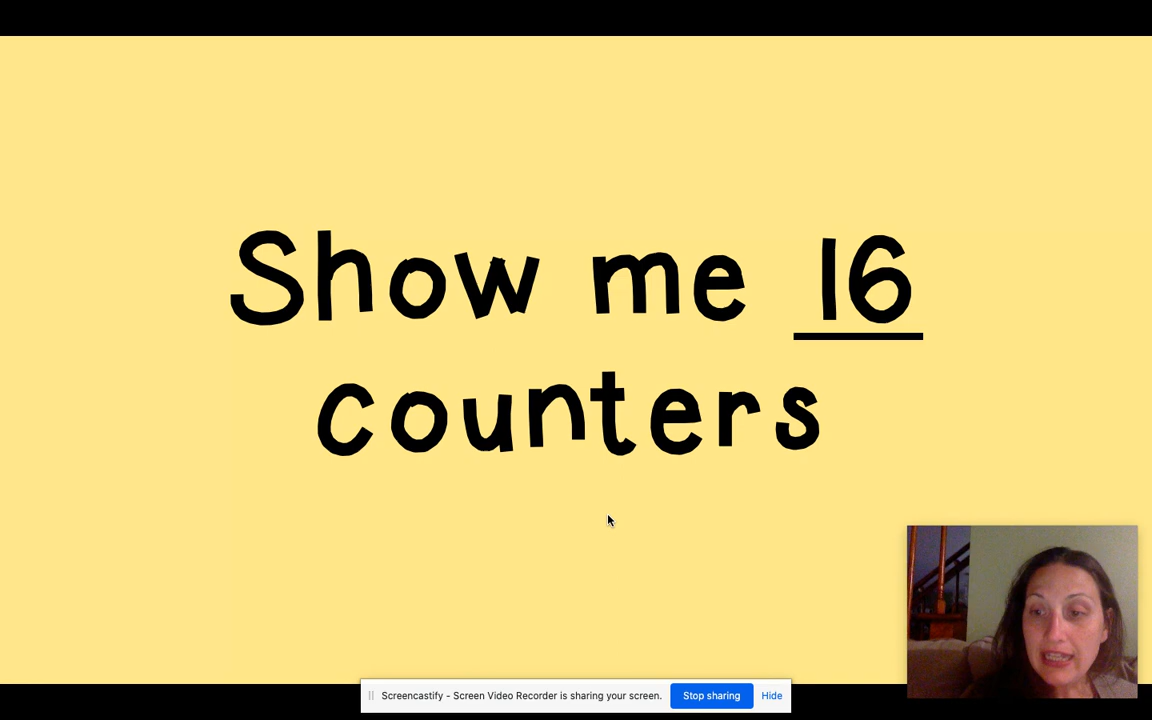 Show me 16
counters
Screencastify - Screen Video Recorder is sharing your screen. Stop sharing Hide